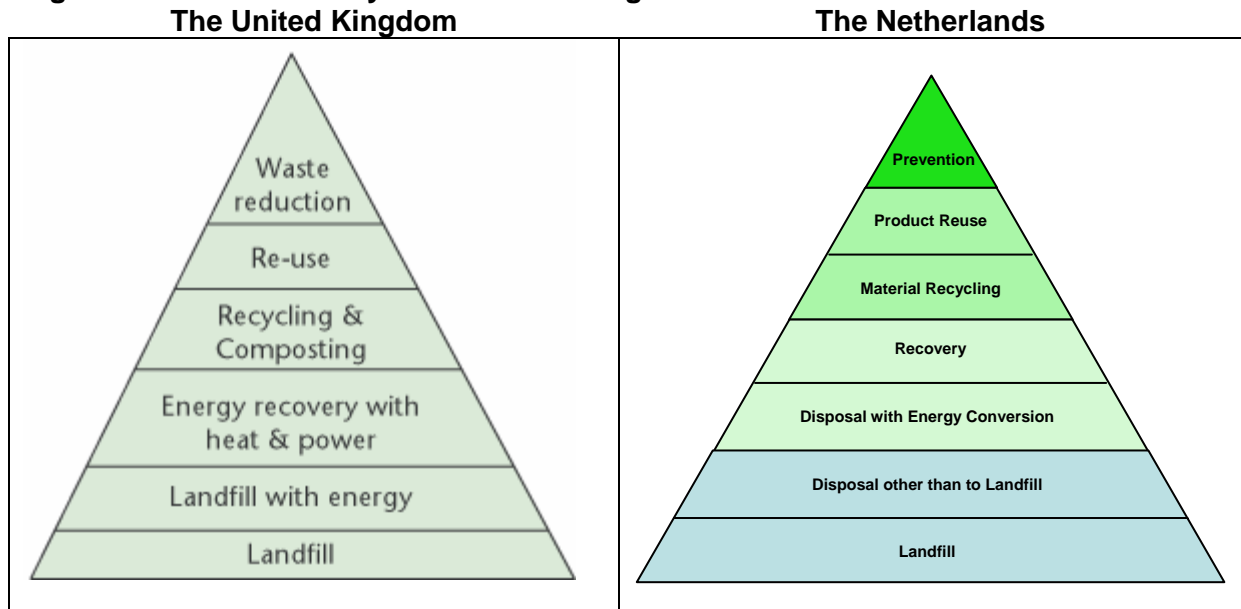 The United Kingdom
The Netherlands
Waste
reduction
Re-use
Recycling &
Composting
Energy recovery with
heat & power
Landfill with energy
Landfill
Prevention
Product Reuse
Material Recycling
Recovery
Disposal with Energy Conversion
Disposal other than to Landfill
Landfill